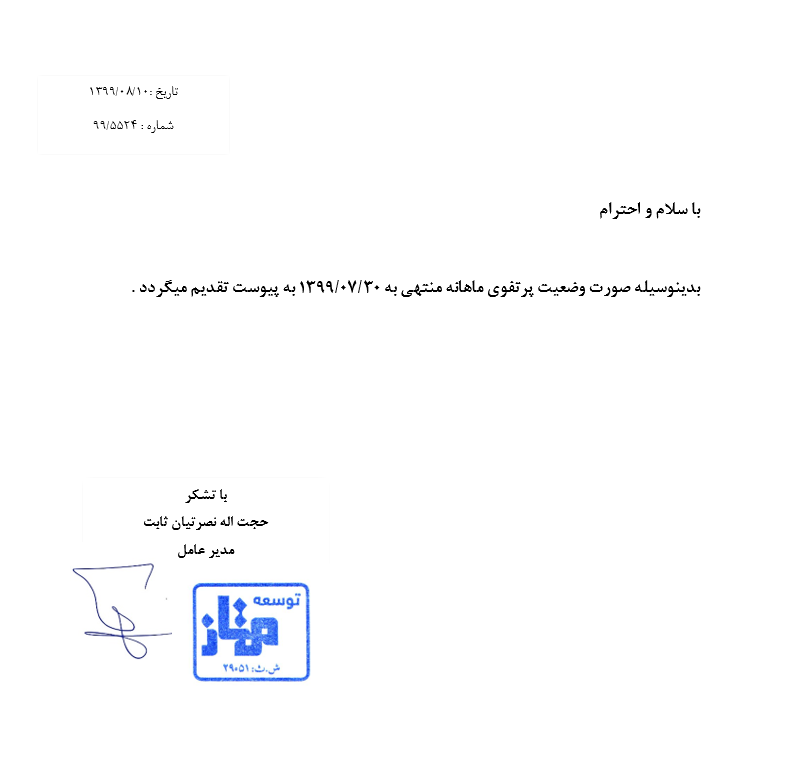 تاریخ :۱۳۹۹/۰۸/۱۰
شماره : ۹۹/۵۵۲۴
با سلام و احترام
بدینوسیله صورت وضعیت پرتفوی ماهانه منتهی به ۱۳۹۹/۰۷/۳۰ به پیوست تقدیم میگردد .
با تشکر
حجت اله نصرتیان ثابت
مدیر عامل
توسعه
ممتاز
ش.ث: ۲۹۰۵۱